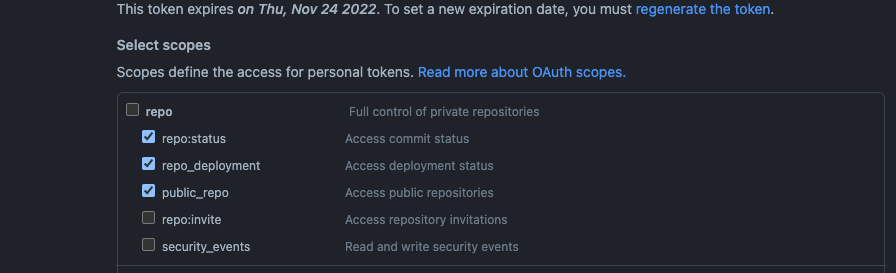 This token expires on Thu, Nov 24 2022. To set a new expiration date, you must regenerate the token.
Select scopes
Scopes define the access for personal tokens. Read more about OAuth scopes.
repo Full control of private repositories
repo:status Access commit status
repo_deployment Access deployment status
public_repo Access public repositories
repo:invite Access repository invitations
security_events Read and write security events